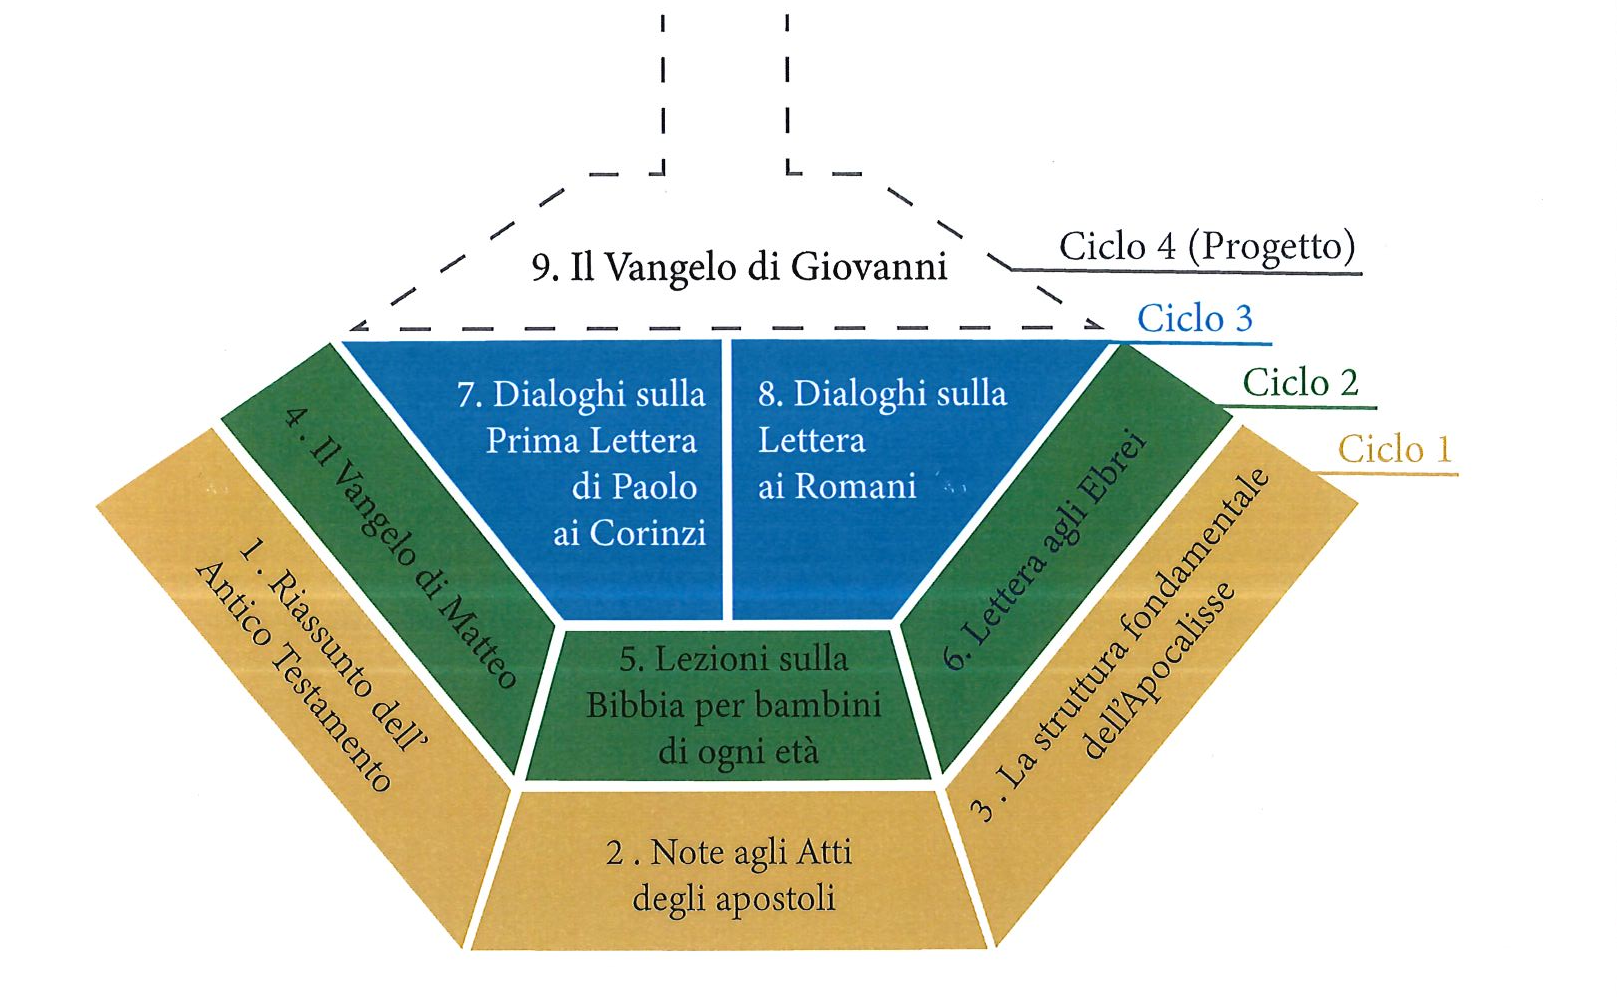 9. Il Vangelo di Giovanni
Ciclo 4 (Progetto)
Ciclo 3
Ciclo 2
Ciclo 1
7. Dialoghi sulla
Prima Lettera
di Paolo
ai Corinzi
8. Dialoghi sulla
Lettera
ai Romani
4 . Il Vangelo di Matteo
5. Lezioni sulla
Bibbia per bambini
di ogni età
6. Lettera agli Ebrei
1 . Riassunto dell’
Antico Testamento
2 . Note agli Atti
degli apostoli
3 . La struttura fondamentale
dell’Apocalisse